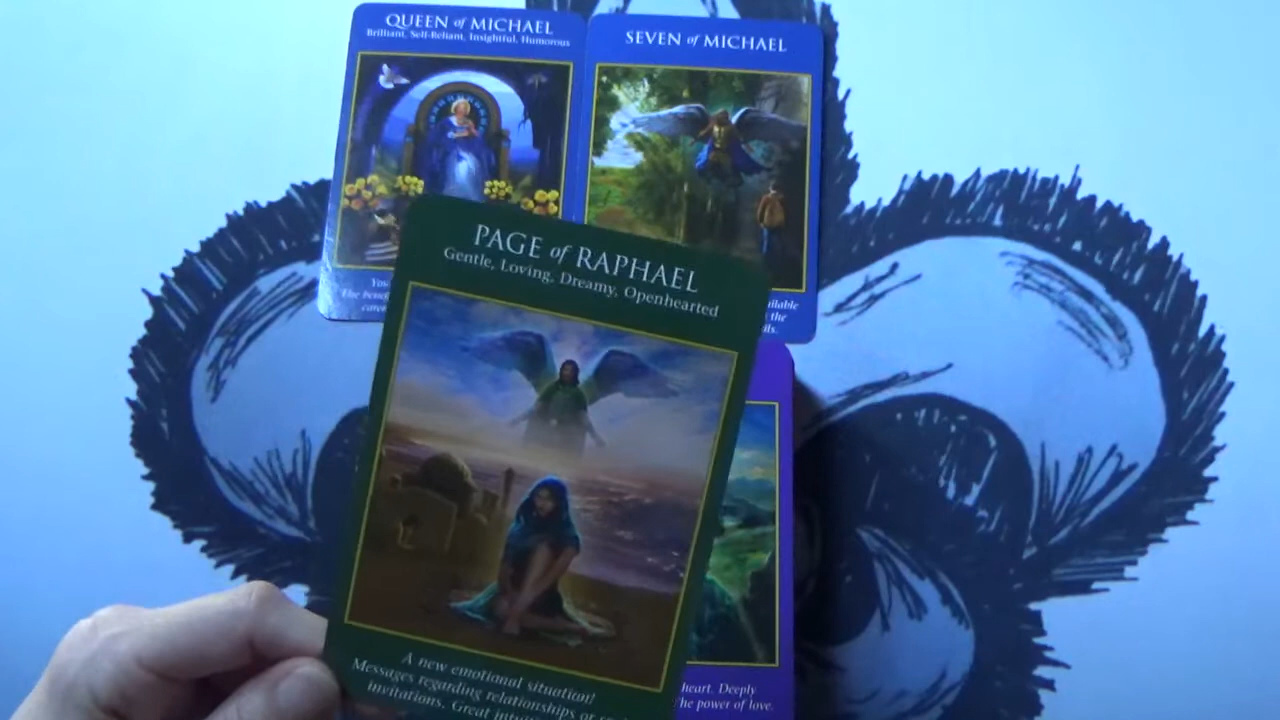 QUEEN of MICHAEL
Brilliant, Self-Reliant, Insightful, Humorous
SEVEN of MICHAEL
PAGE of RAPHAEL
Gentle, Loving, Dreamy, Openhearted
the
A new emotional situation!
Messages regarding relationships or
invitations. Great
heart. Deeply
The power of love.